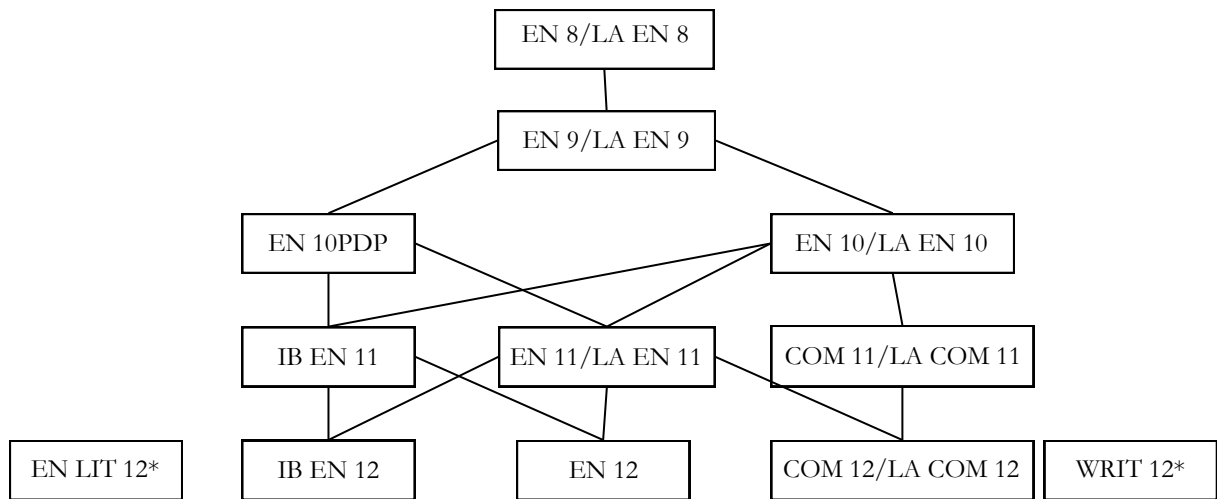 EN 8/LA EN 8
EN 9/LA EN 9
EN 10PDP
EN 10/LA EN 10
IB EN 11
EN 11/LA EN 11
COM 11/LA COM 11
EN LIT 12*
IB EN 12
EN 12
COM 12/LA COM 12
WRIT 12*